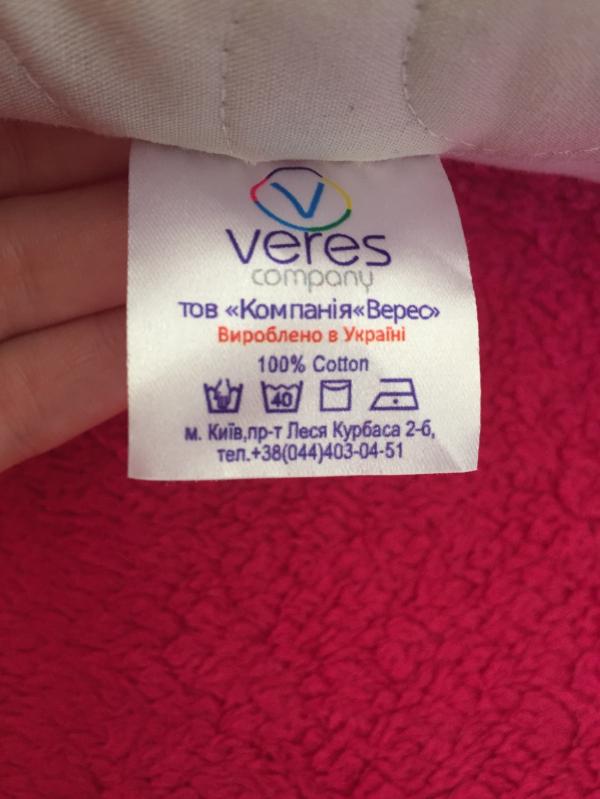 veres
company
тов «Компанія«Верес»
Вироблено в Україні
100% Cotton
40
м. Київ,пр-т Леся Курбаса 2-б,
тел.+38(044)403-04-51